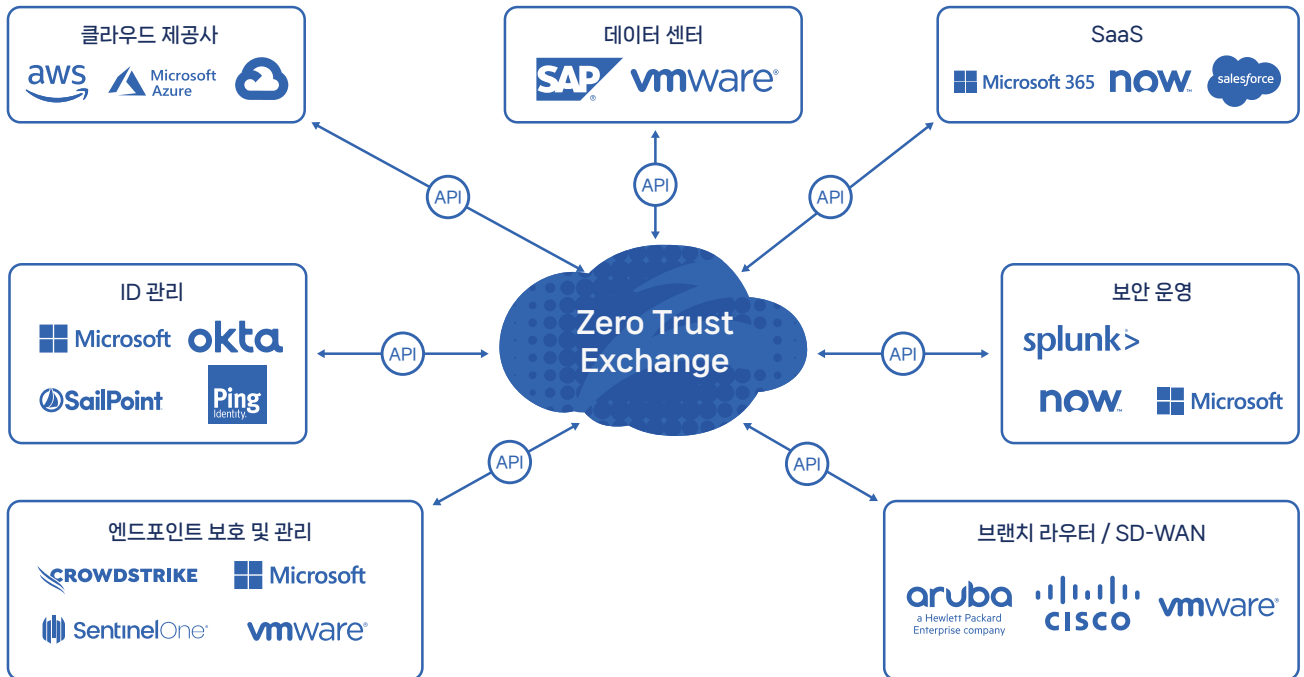 클라우드 제공사
aws
Microsoft
Azure
데이터 센터
SAP
®
vmware®
SaaS
Microsoft 365
now™
salesforce
API
API
API
ID 관리
Microsoft
okta
SailPoint
Ping
Identity
API
Zero Trust
Exchange
API
보안 운영
splunk>
now™
Microsoft
API
API
엔드포인트 보호 및 관리
CROWDSTRIKE
Microsoft
SentinelOne
vmware®
브랜치 라우터 / SD-WAN
aruba
a Hewlett Packard
Enterprise company
CISCO
vmware®